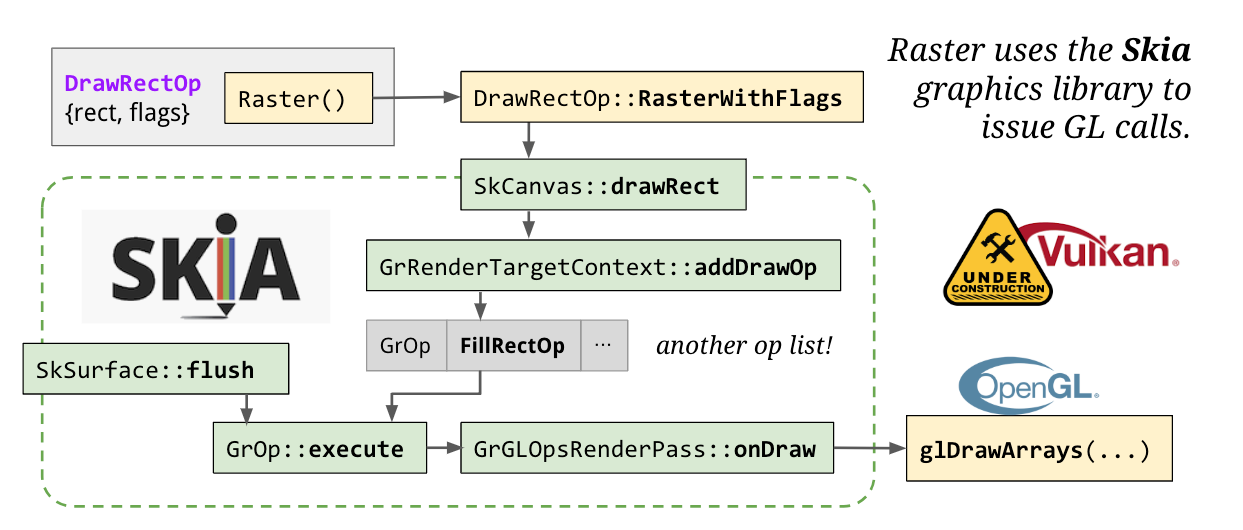 DrawRectOp
{rect, flags}
Raster()
DrawRectOp::RasterWithFlags
Raster uses the Skia
graphics library to
issue GL calls.
SkCanvas::drawRect
SKiA
GrRenderTargetContext::addDrawOp
UNDER
CONSTRUCTION
Vulkan®
GrOp
FillRectOp
...
another op list!
SkSurface::flush
OpenGL®
GrOp::execute
GrGLOpsRenderPass::onDraw
glDrawArrays(...)